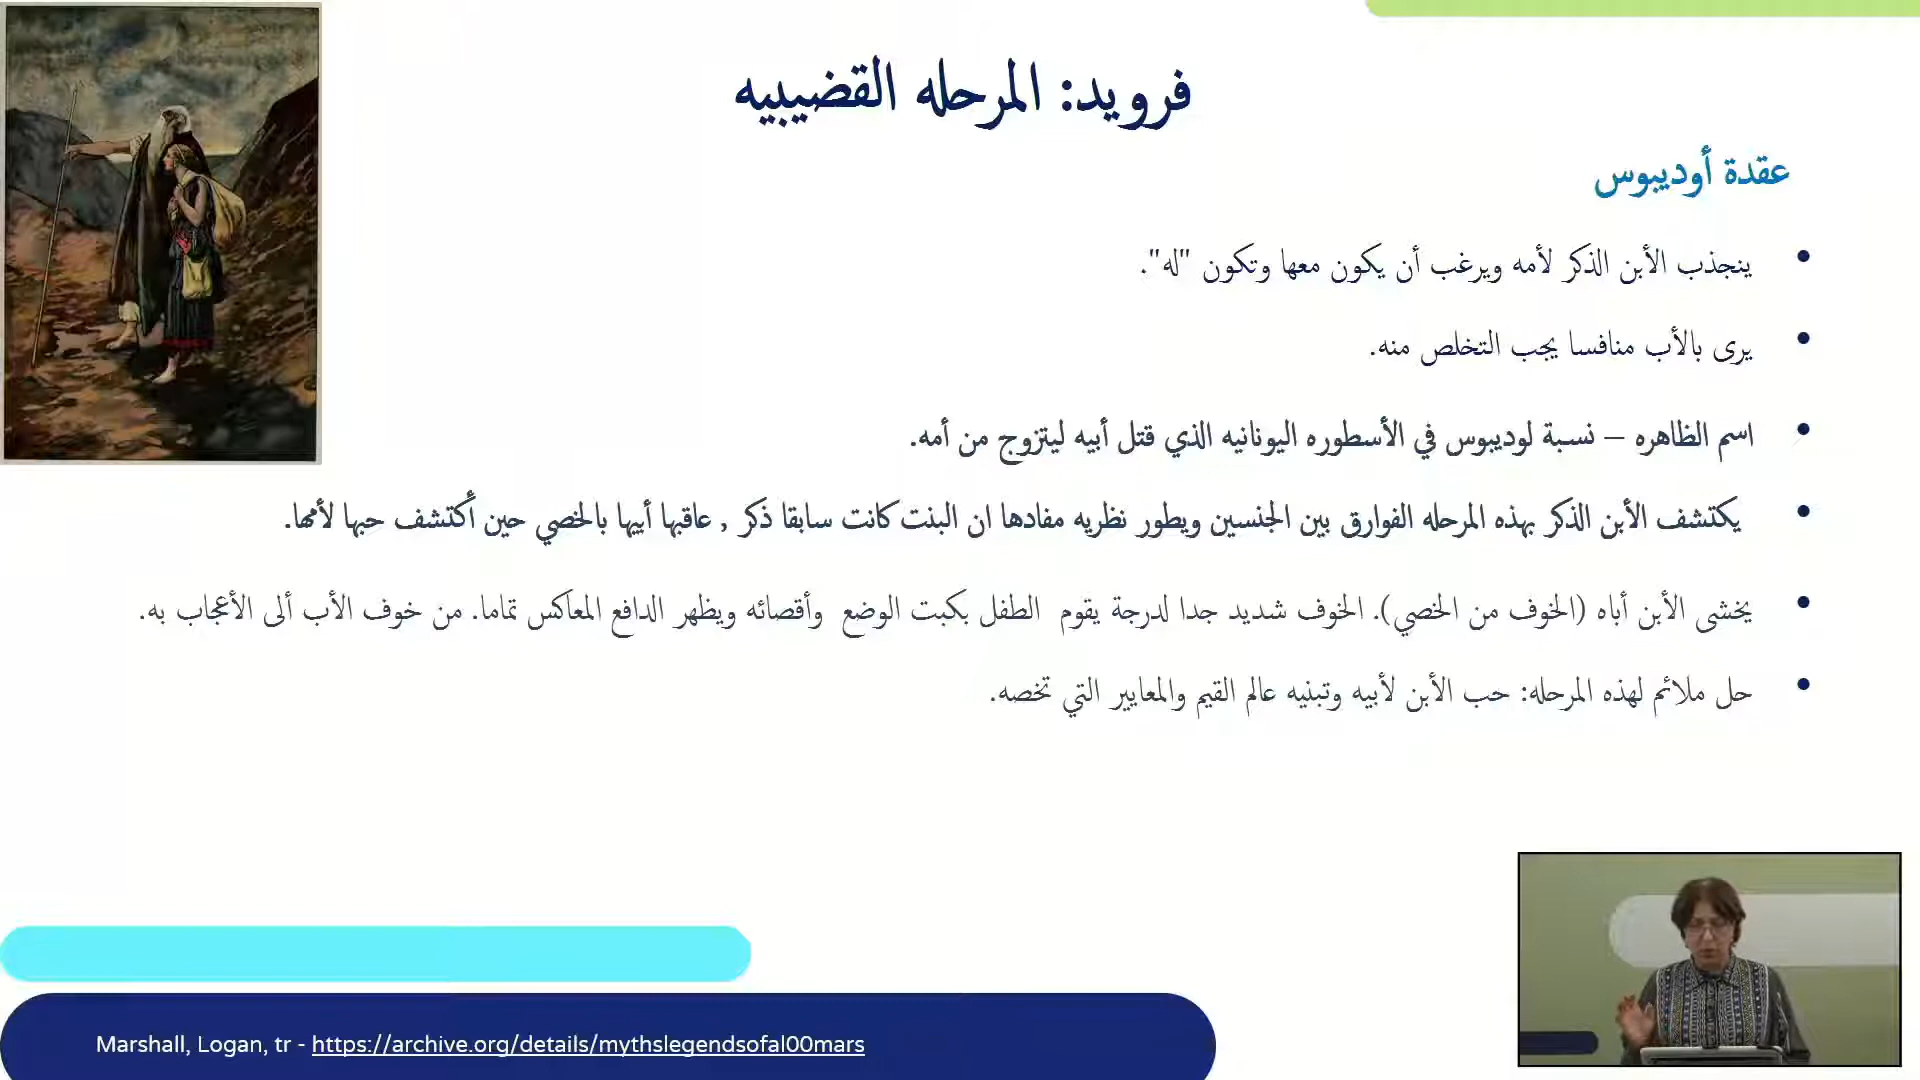 فرويد: المرحله القضيبيه
عقدة أوديبوس
ينجذب الأبن الذكر لأمه ويرغب أن يكون معها وتكون "له".
يرى بالأب منافسا يجب التخلص منه.
اسم الظاهره – نسبة لوديبوس في الأسطوره اليونانيه الذي قتل أبيه ليتزوج من أمه.
يكتشف الأبن الذكر بهذه المرحله الفوارق بين الجنسين ويطور نظريه مفادها ان البنت كانت سابقا ذكر , عاقبها أبيها بالخصي حين أكتشف حبها لأمها.
يخشى الأبن أباه (الخوف من الخصي). الخوف شديد جدا لدرجة يقوم الطفل بكبت الوضع وأقصائه ويظهر الدافع المعاكس تماما. من خوف الأب ألى الأعجاب به.
حل ملائم لهذه المرحله: حب الأبن لأبيه وتبنيه عالم القيم والمعايير التي تخصه.
Marshall, Logan, tr - https://archive.org/details/mythslegendsofal00mars